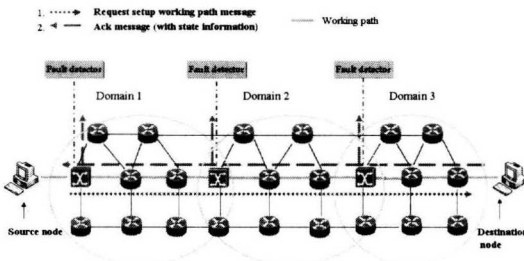 1. Request setup working path message
2. Ack message (with state information)
Working path
Fault detector
Fault detector
Fault detector
Domain 1
Domain 2
Domain 3
Source node
Destination
node